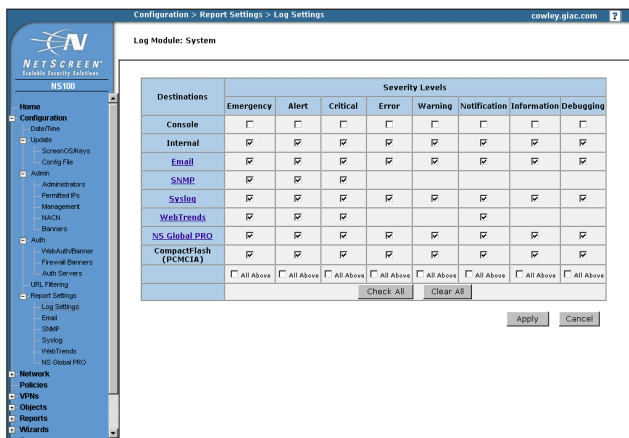 Configuration > Report Settings > Log Settings
cowley.giac.com
?
N
NETSCREEN
Scalable Security Solutions
NS100
Home
Configuration
Date/Time
Update
ScreenOS/Keys
Config File
Admin
Administrators
Permitted IPs
Management
NACN
Banners
Auth
WebAuth/Banner
Firewall Banners
Auth Servers
URL Filtering
Report Settings
Log Settings
Email
SNMP
Syslog
WebTrends
NS Global PRO
Network
Policies
VPNs
Objects
Reports
Wizards
Log Module: System
Destinations
Severity Levels
Emergency Alert Critical Error Warning Notification Information Debugging
Console
Internal
Email
SNMP
Syslog
WebTrends
NS Global PRO
CompactFlash
(PCMCIA)
All Above All Above All Above All Above All Above All Above All Above All Above
Check All Clear All
Apply Cancel